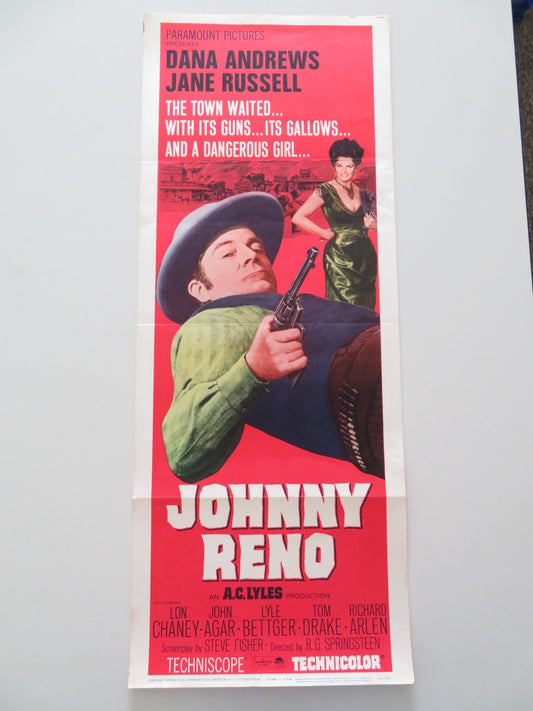 PARAMOUNT PICTURES
PRESENTS
DANA ANDREWS
JANE RUSSELL
THE TOWN WAITED...
WITH ITS GUNS...ITS GALLOWS...
AND A DANGEROUS GIRL...
JOHNNY
RENO
AN A.C. LYLES PRODUCTION
CO-STARRING
LON CHANEY · JOHN AGAR · LYLE BETTGER · TOM DRAKE · RICHARD ARLEN
Screenplay by STEVE FISHER · Directed by R. G. SPRINGSTEEN
TECHNISCOPE TECHNICOLOR